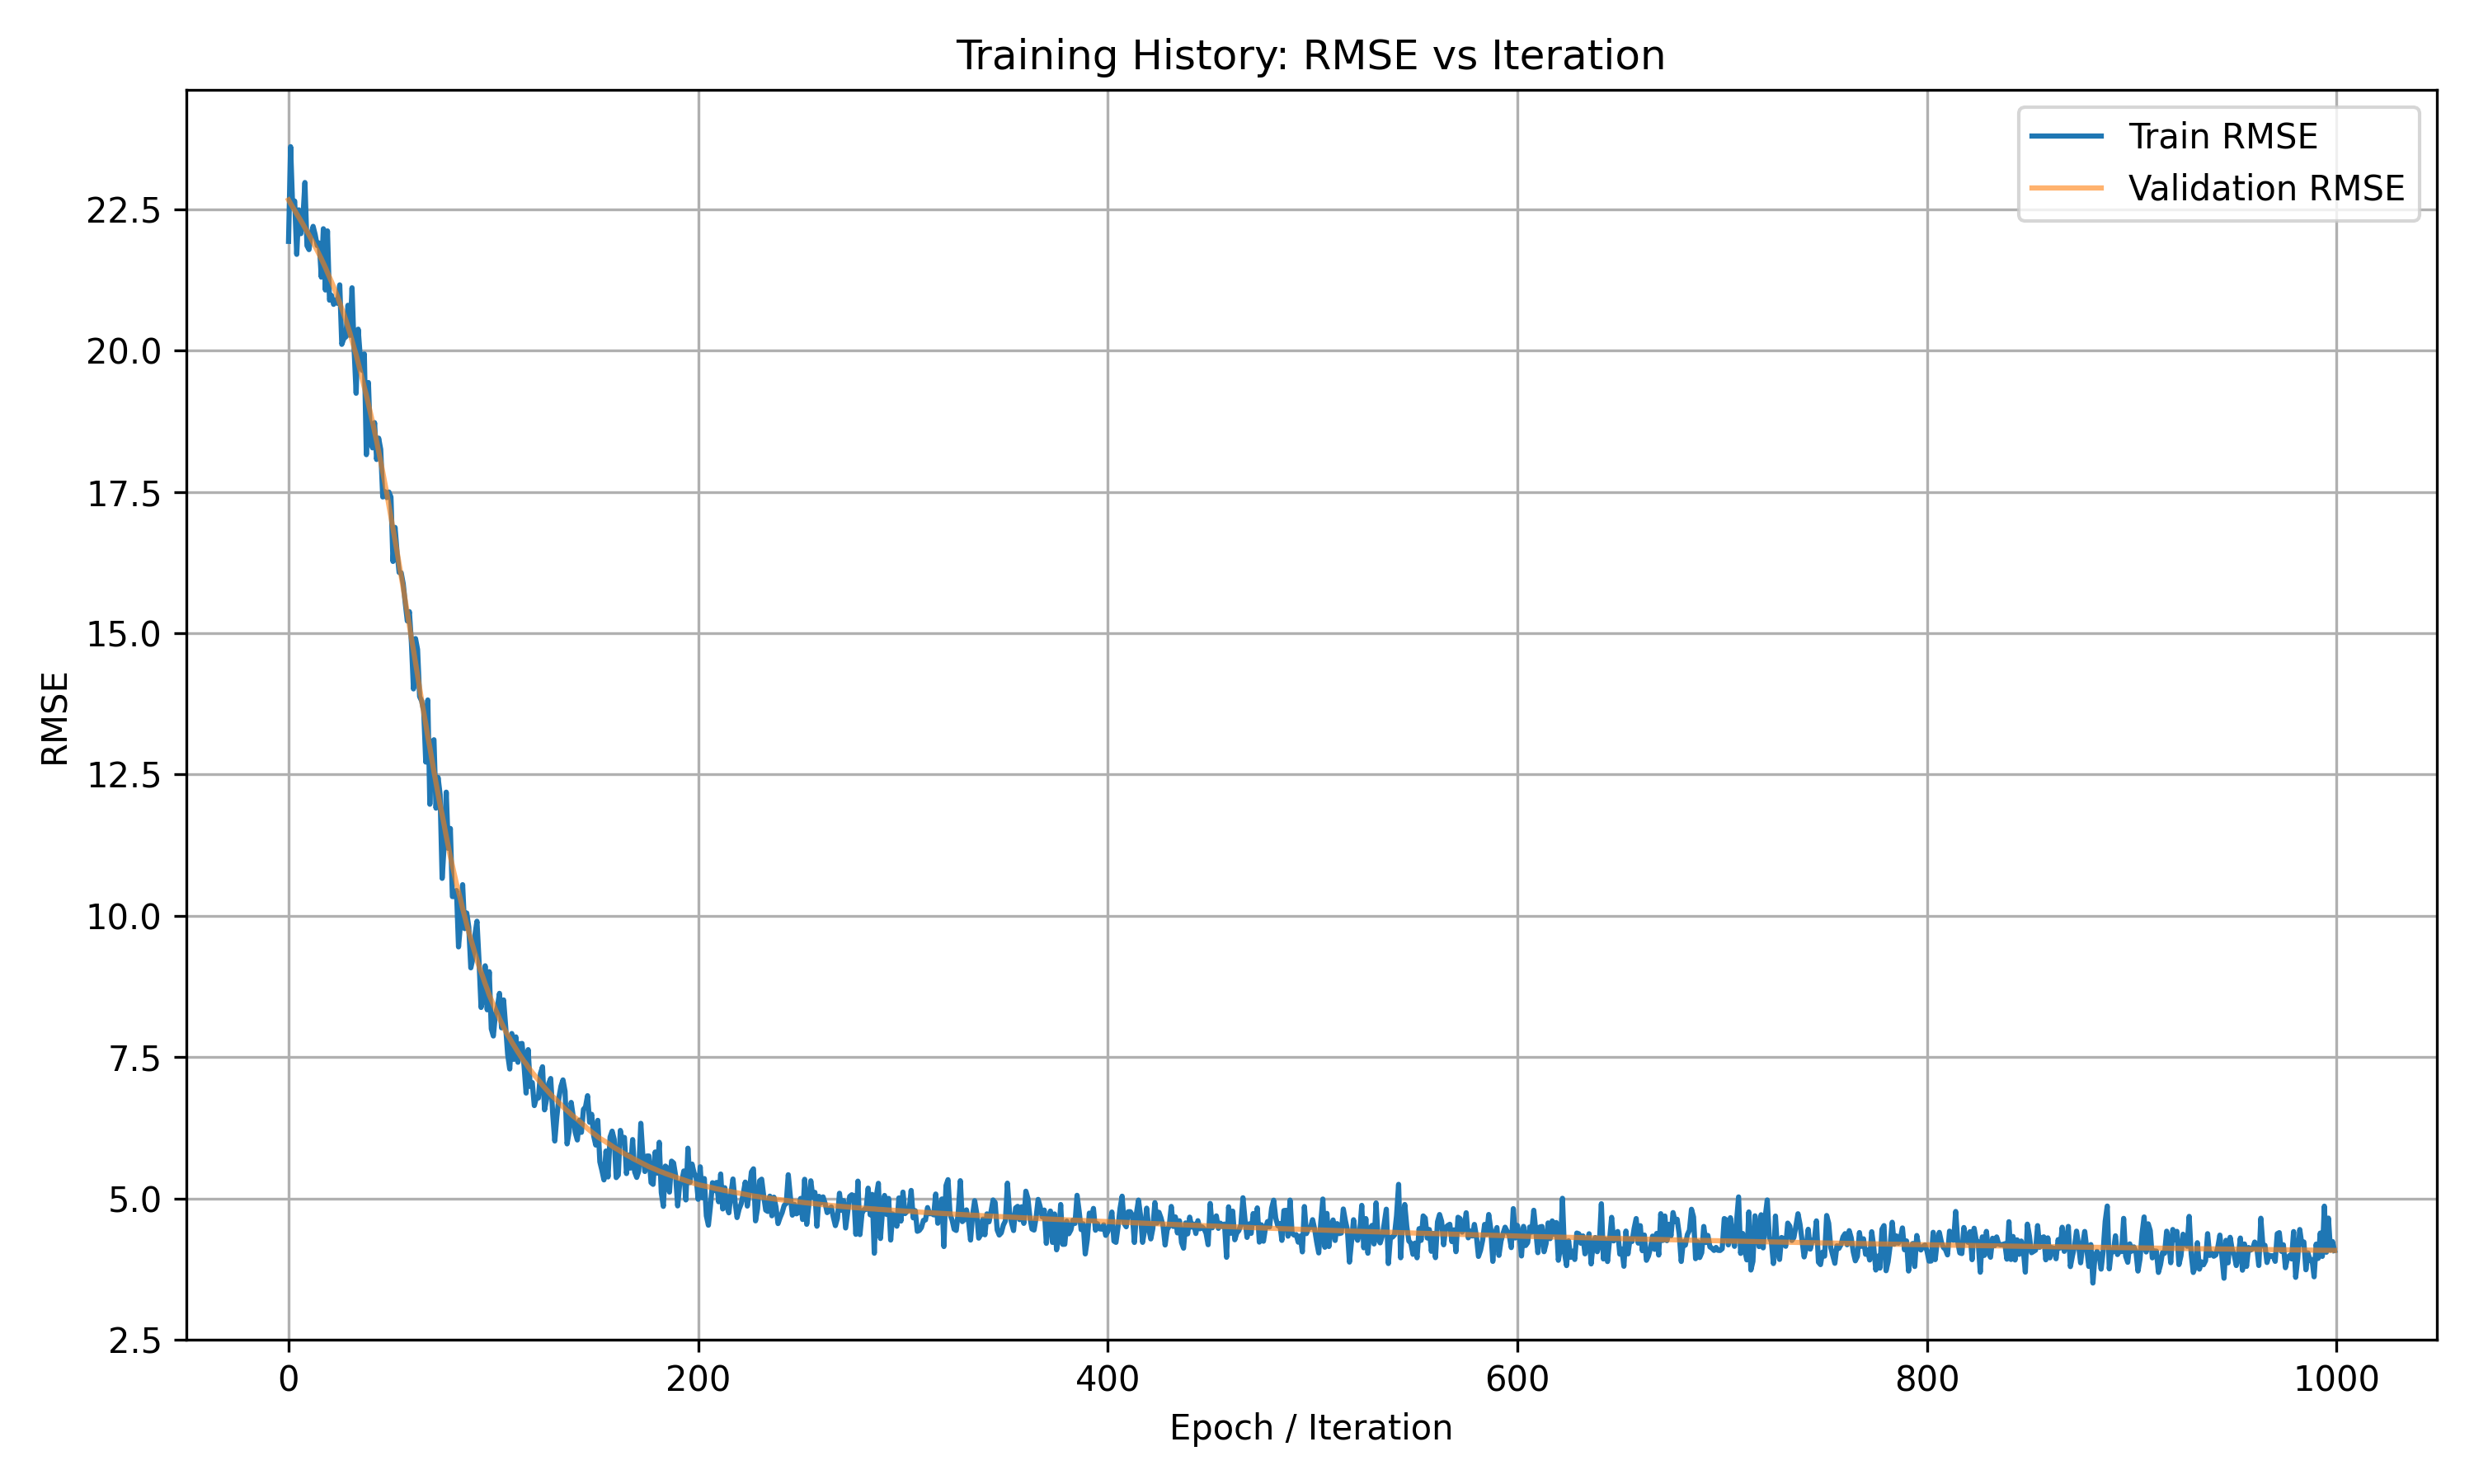 Training History: RMSE vs Iteration
Train RMSE
Validation RMSE
22.5
20.0
17.5
15.0
12.5
10.0
7.5
5.0
2.5
RMSE
0 200 400 600 800 1000
Epoch / Iteration